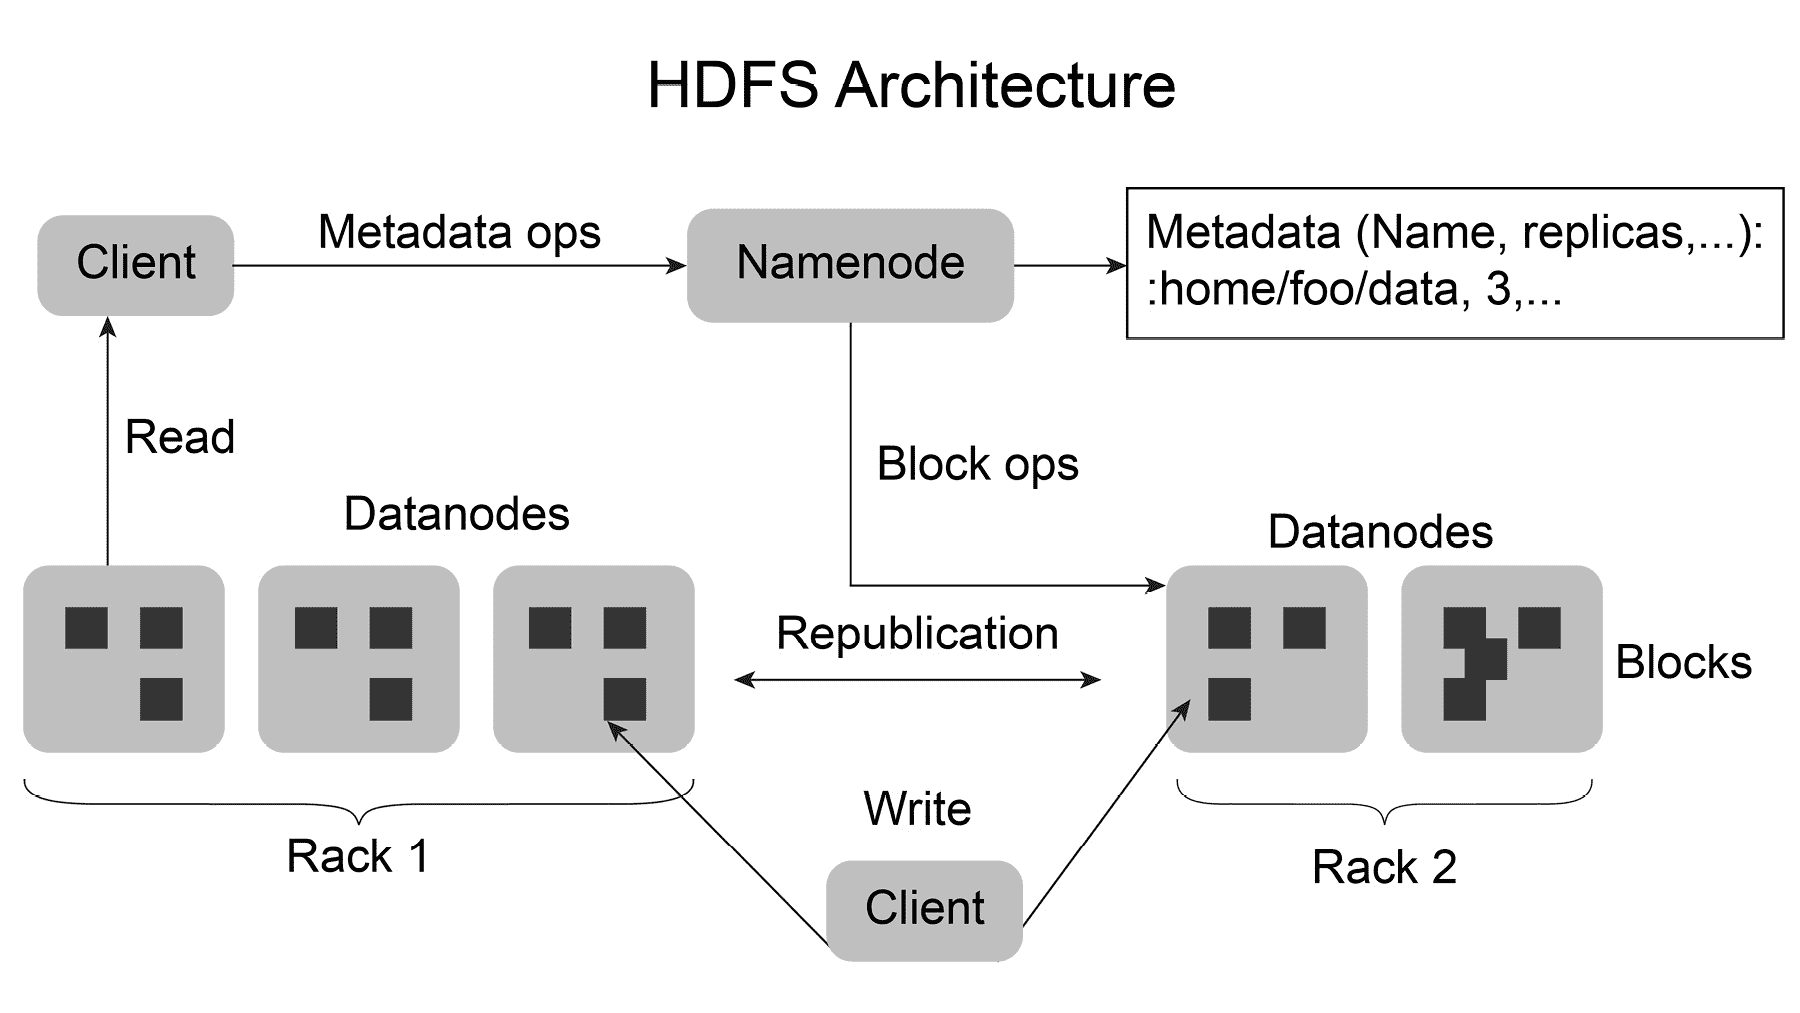 HDFS Architecture
Client
Metadata ops
Namenode
Metadata (Name, replicas,...):
:home/foo/data, 3,...
Read
Block ops
Datanodes
Datanodes
Republication
Blocks
Write
Rack 1
Rack 2
Client